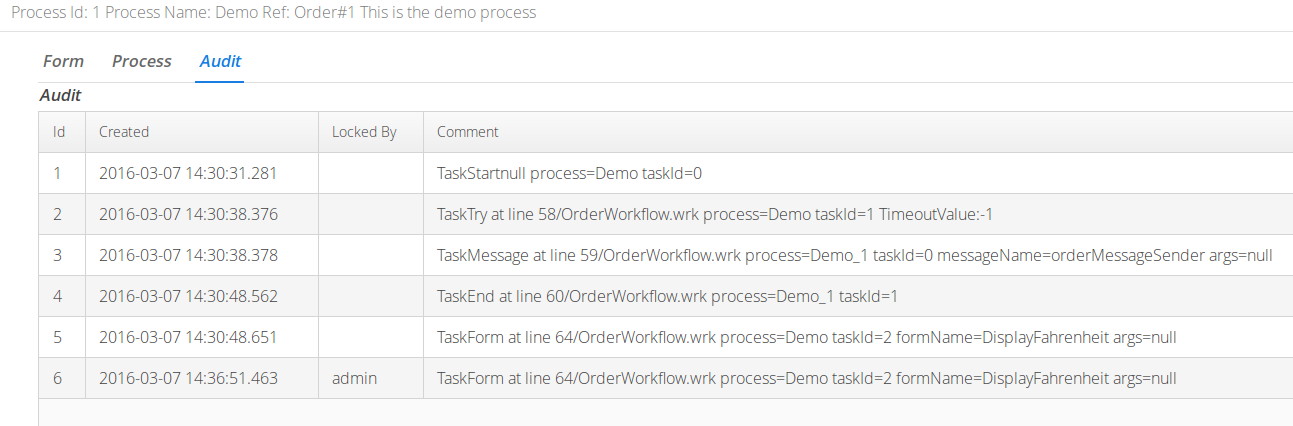 Process Id: 1 Process Name: Demo Ref: Order#1 This is the demo process
Form Process Audit
Audit
Id Created Locked By Comment
1 2016-03-07 14:30:31.281 TaskStartnull process=Demo taskId=0
2 2016-03-07 14:30:38.376 TaskTry at line 58/OrderWorkflow.wrk process=Demo taskId=1 TimeoutValue:-1
3 2016-03-07 14:30:38.378 TaskMessage at line 59/OrderWorkflow.wrk process=Demo_1 taskId=0 messageName=orderMessageSender args=null
4 2016-03-07 14:30:48.562 TaskEnd at line 60/OrderWorkflow.wrk process=Demo_1 taskId=1
5 2016-03-07 14:30:48.651 TaskForm at line 64/OrderWorkflow.wrk process=Demo taskId=2 formName=DisplayFahrenheit args=null
6 2016-03-07 14:36:51.463 admin TaskForm at line 64/OrderWorkflow.wrk process=Demo taskId=2 formName=DisplayFahrenheit args=null